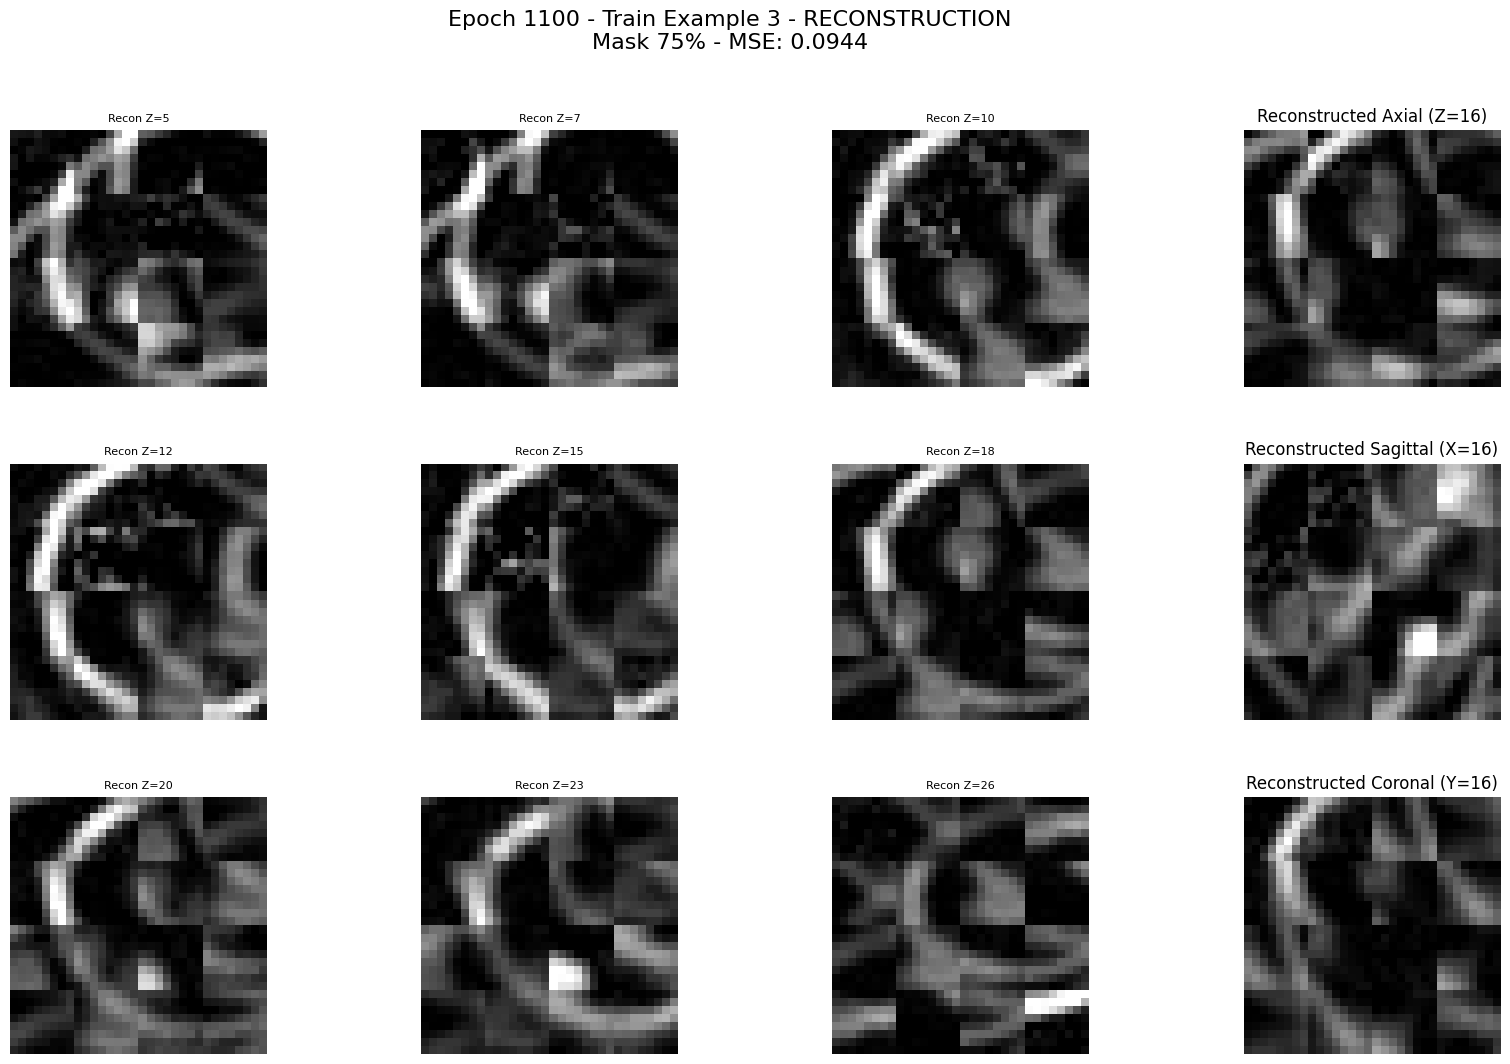 Epoch 1100 - Train Example 3 - RECONSTRUCTION
Mask 75% - MSE: 0.0944
Recon Z=5
Recon Z=7
Recon Z=10
Reconstructed Axial (Z=16)
Recon Z=12
Recon Z=15
Recon Z=18
Reconstructed Sagittal (X=16)
Recon Z=20
Recon Z=23
Recon Z=26
Reconstructed Coronal (Y=16)